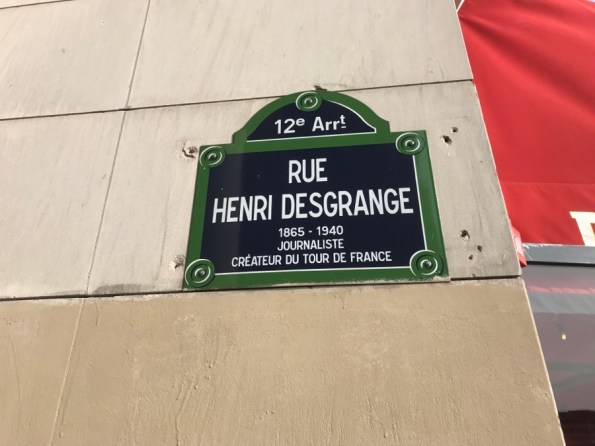 12e Arrt
RUE
HENRI DESGRANGE
1865 - 1940
JOURNALISTE
CRÉATEUR DU TOUR DE FRANCE